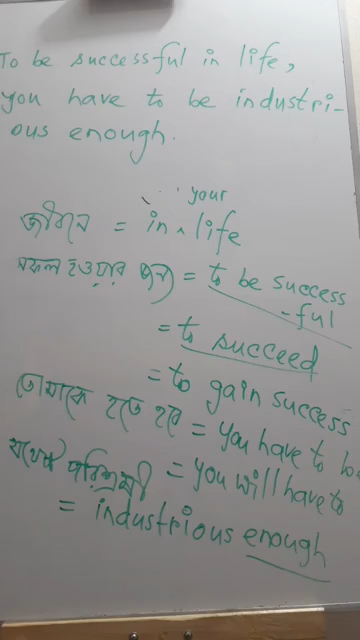 To be successful in life,
you have to be industri-
ous enough.
your
জীবনে = in ^ life
সফল হওয়ার জন্য = to be success
-ful
= to succeed
= to gain success
তোমাকে হতে হবে = you have to be
যথেষ্ট পরিশ্রমী = you will have to
= industrious enough